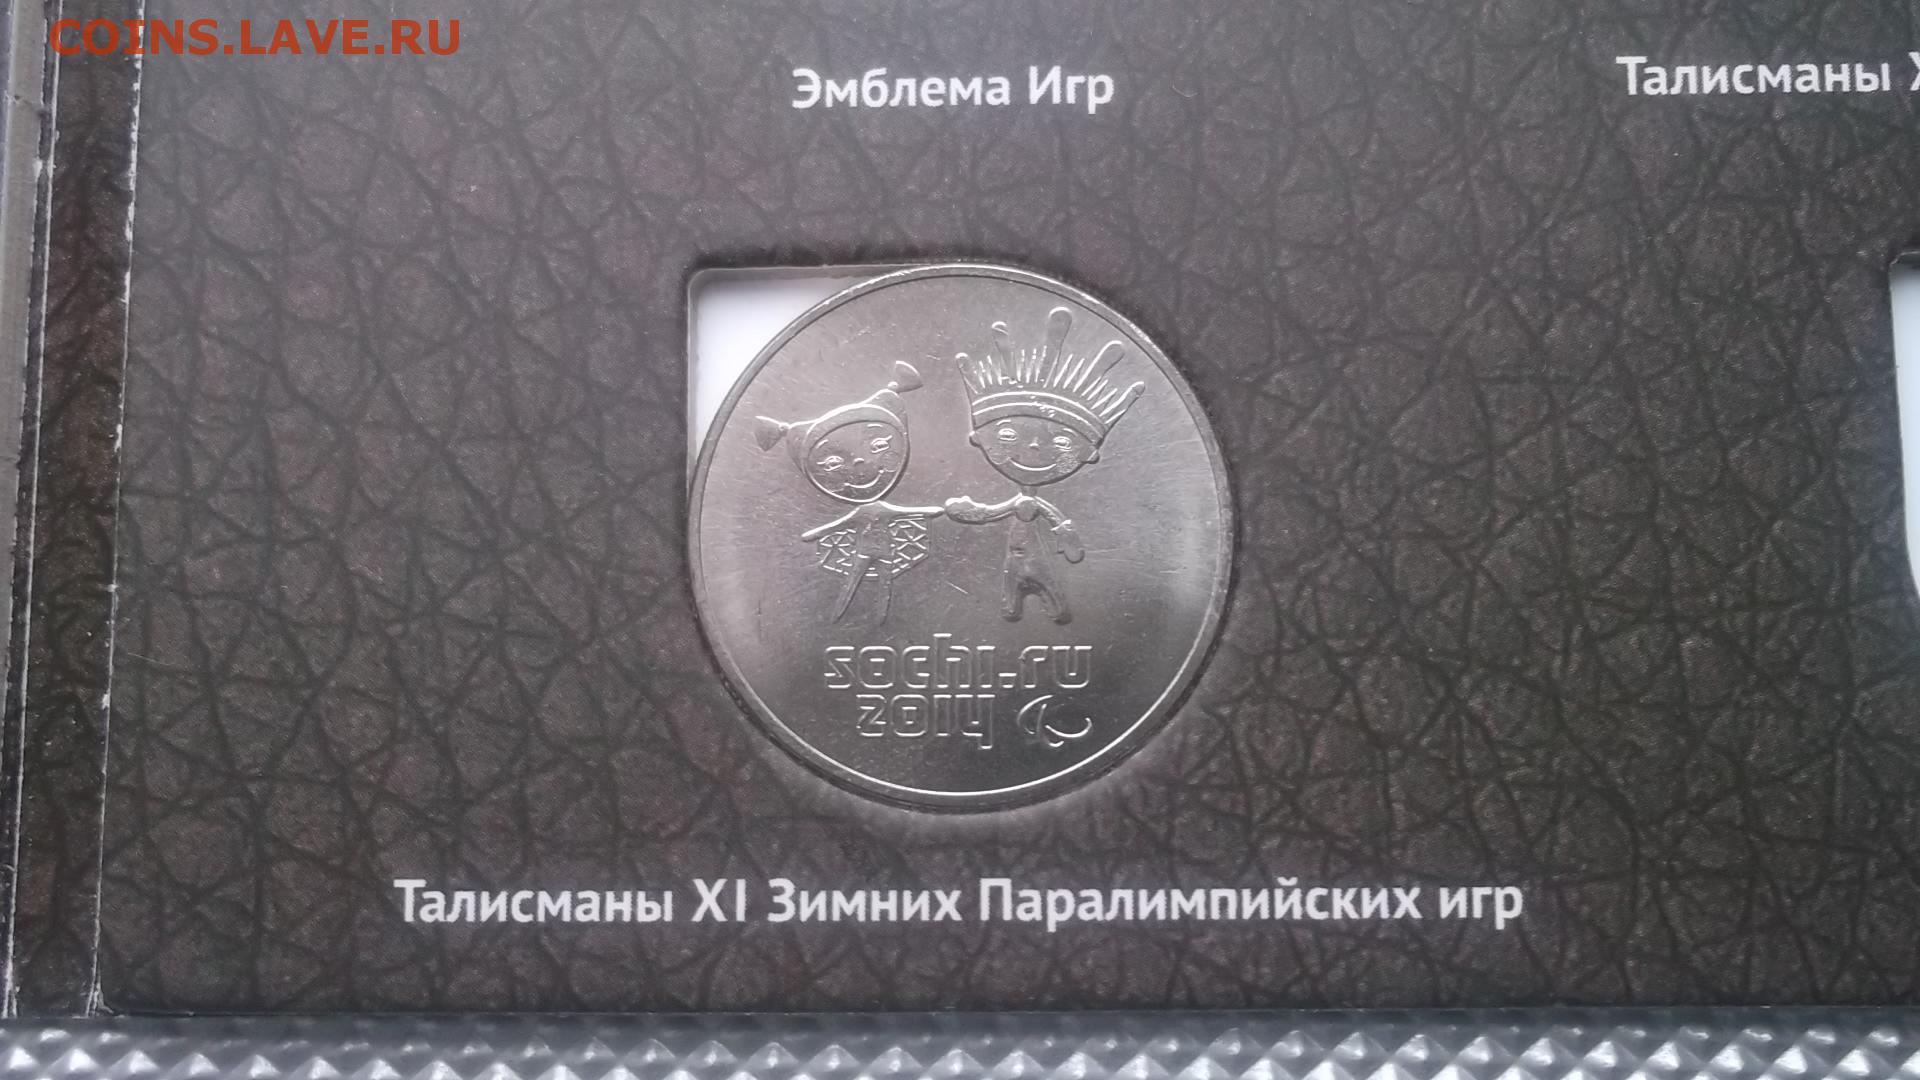 COINS.LAVE.RU
Эмблема Игр
Талисманы X
sochi.ru
2014
Талисманы XI Зимних Паралимпийских игр